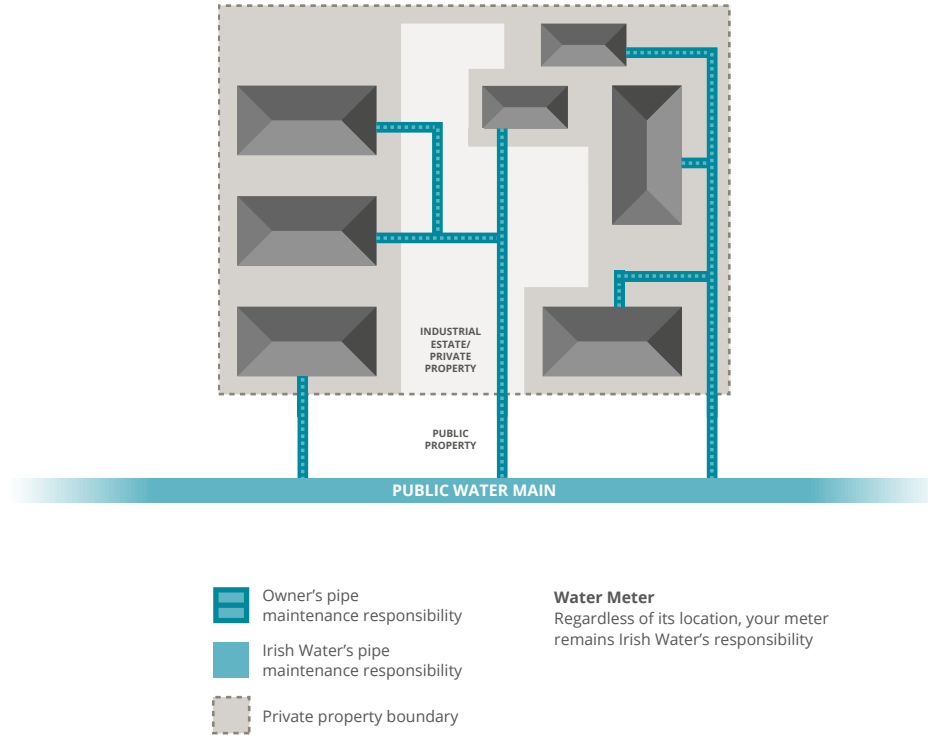 INDUSTRIAL
ESTATE/
PRIVATE
PROPERTY
PUBLIC
PROPERTY
PUBLIC WATER MAIN
Owner’s pipe
maintenance responsibility
Irish Water’s pipe
maintenance responsibility
Private property boundary
Water Meter
Regardless of its location, your meter
remains Irish Water’s responsibility